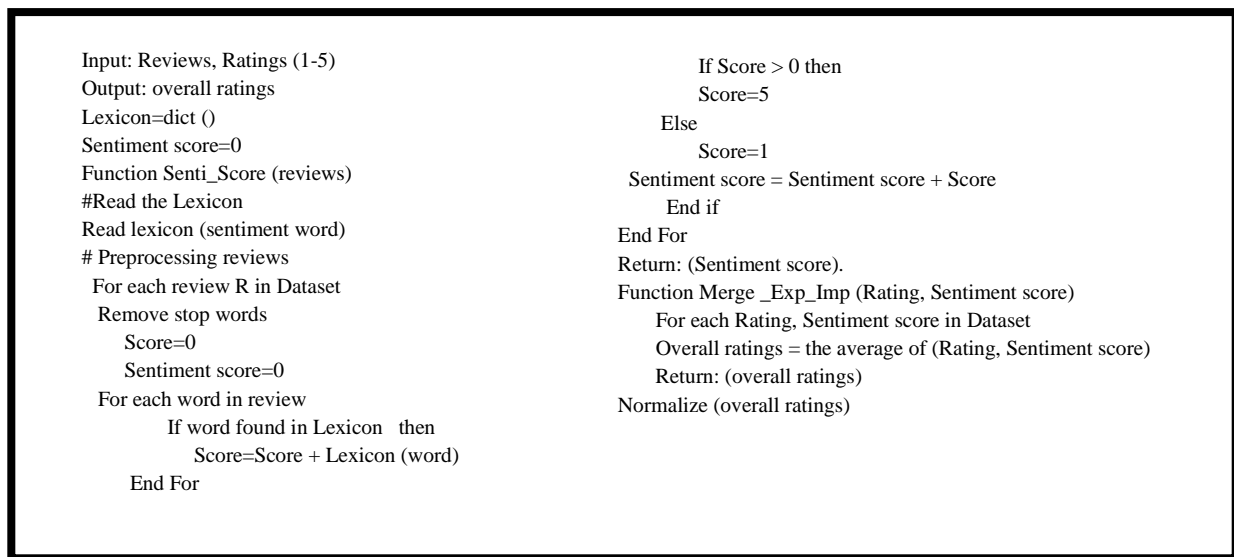 Input: Reviews, Ratings (1-5)
Output: overall ratings
Lexicon=dict ()
Sentiment score=0
Function Senti_Score (reviews)
#Read the Lexicon
Read lexicon (sentiment word)
# Preprocessing reviews
For each review R in Dataset
Remove stop words
Score=0
Sentiment score=0
For each word in review
If word found in Lexicon then
Score=Score + Lexicon (word)
End For
If Score > 0 then
Score=5
Else
Score=1
Sentiment score = Sentiment score + Score
End if
End For
Return: (Sentiment score).
Function Merge _Exp_Imp (Rating, Sentiment score)
For each Rating, Sentiment score in Dataset
Overall ratings = the average of (Rating, Sentiment score)
Return: (overall ratings)
Normalize (overall ratings)